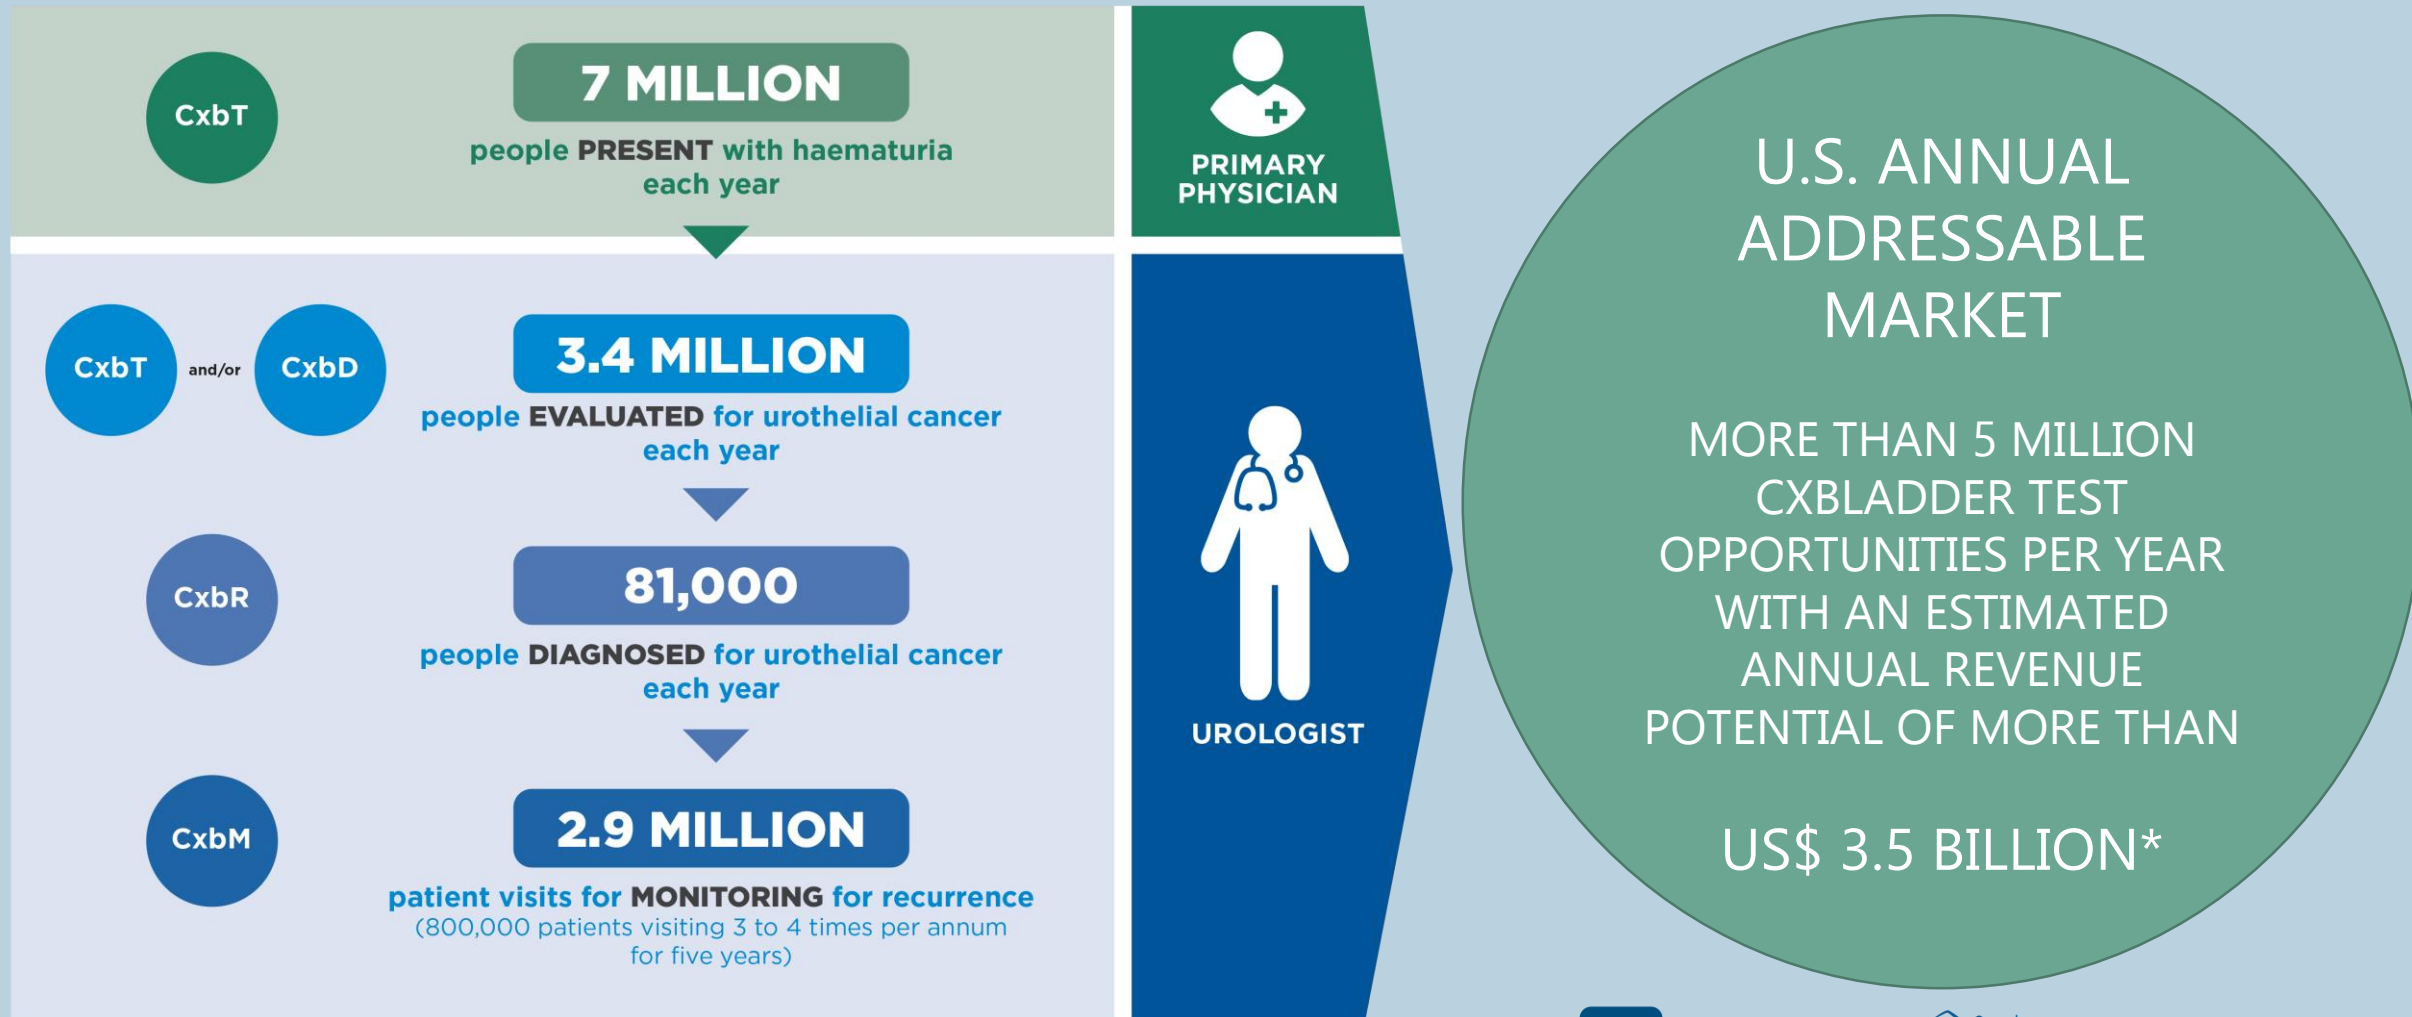 CxbT
7 MILLION
people PRESENT with haematuria
each year
PRIMARY
PHYSICIAN
CxbT
and/or
CxbD
3.4 MILLION
people EVALUATED for urothelial cancer
each year
CxbR
81,000
people DIAGNOSED for urothelial cancer
each year
UROLOGIST
CxbM
2.9 MILLION
patient visits for MONITORING for recurrence
(800,000 patients visiting 3 to 4 times per annum
for five years)
U.S. ANNUAL
ADDRESSABLE
MARKET
MORE THAN 5 MILLION
CXBLADDER TEST
OPPORTUNITIES PER YEAR
WITH AN ESTIMATED
ANNUAL REVENUE
POTENTIAL OF MORE THAN
US$ 3.5 BILLION*